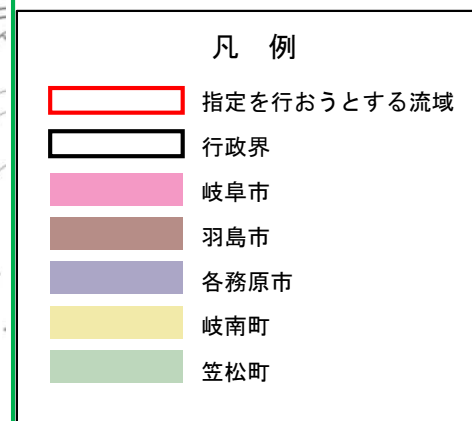 凡 例
指定を行おうとする流域
行政界
岐阜市
羽島市
各務原市
岐南町
笠松町